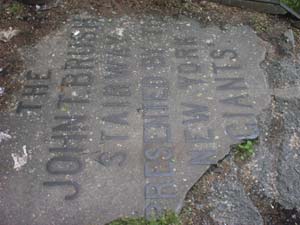 THE
JOHN T. BRUSH
STAIRWAY
PRESENTED BY
NEW YORK
GIANTS